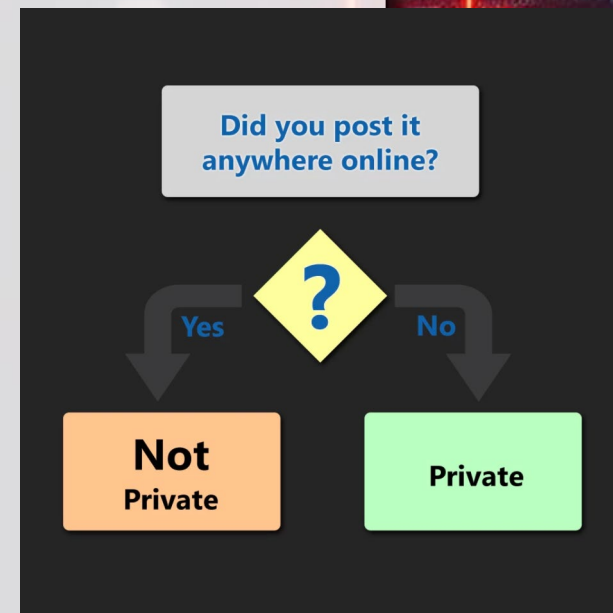 Did you post it
anywhere online?
?
Yes
No
Not
Private
Private